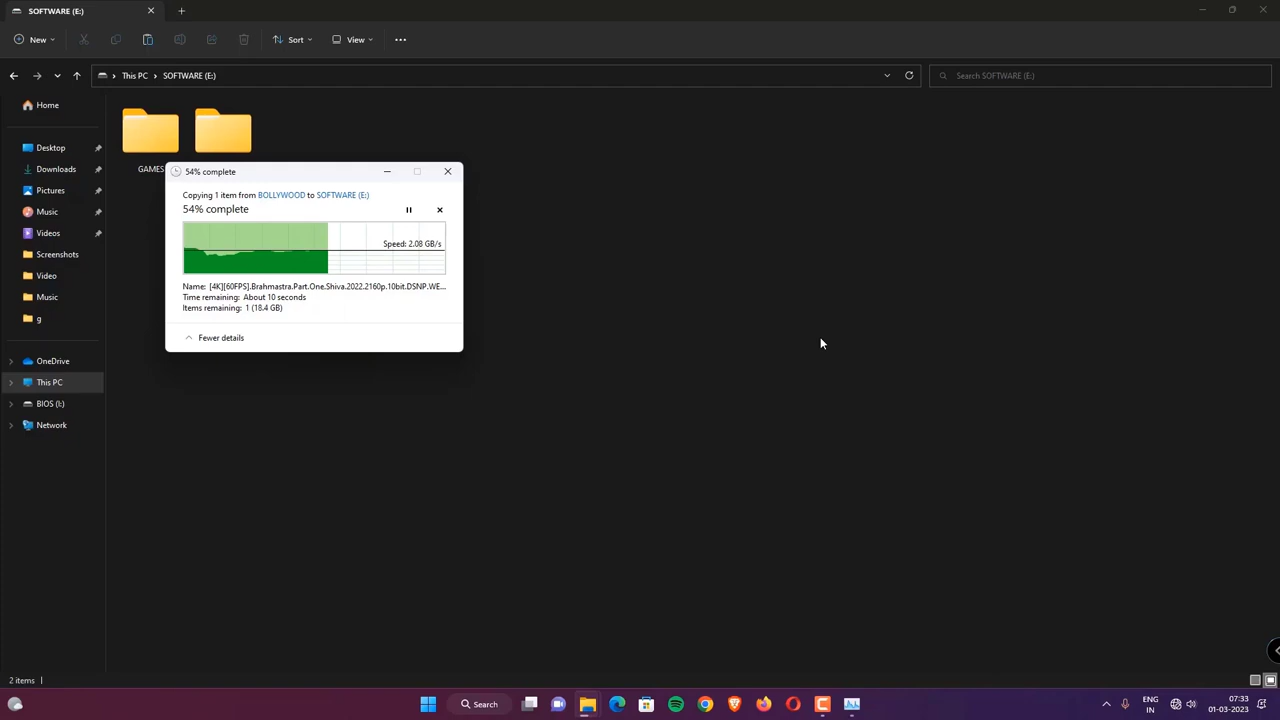 SOFTWARE (E:)
New
Sort
View
This PC
SOFTWARE (E:)
Search SOFTWARE (E:)
Home
Desktop
Downloads
Pictures
Music
Videos
Screenshots
Video
Music
g
OneDrive
This PC
BIOS (I:)
Network
GAMES
54% complete
Copying 1 item from BOLLYWOOD to SOFTWARE (E:)
54% complete
Speed: 2.08 GB/s
Name: [4K][60FPS].Brahmastra.Part.One.Shiva.2022.2160p.10bit.DSNP.WE...
Time remaining: About 10 seconds
Items remaining: 1 (18.4 GB)
Fewer details
2 items
Search
ENG
IN
07:33
01-03-2023